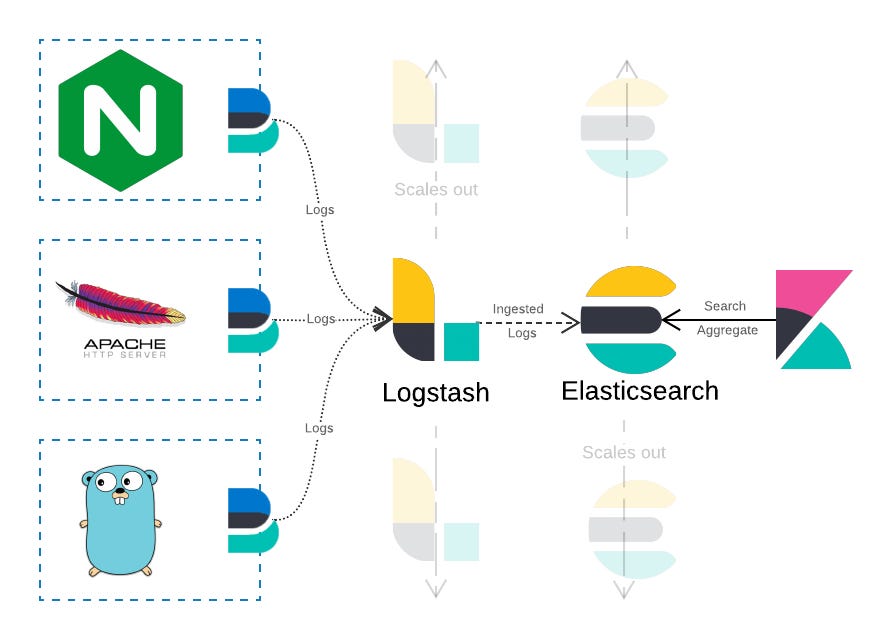 N
Scales out
Logs
APACHE
HTTP SERVER
Logs
Ingested
Logs
Search
Aggregate
Logstash
Elasticsearch
Logs
Scales out